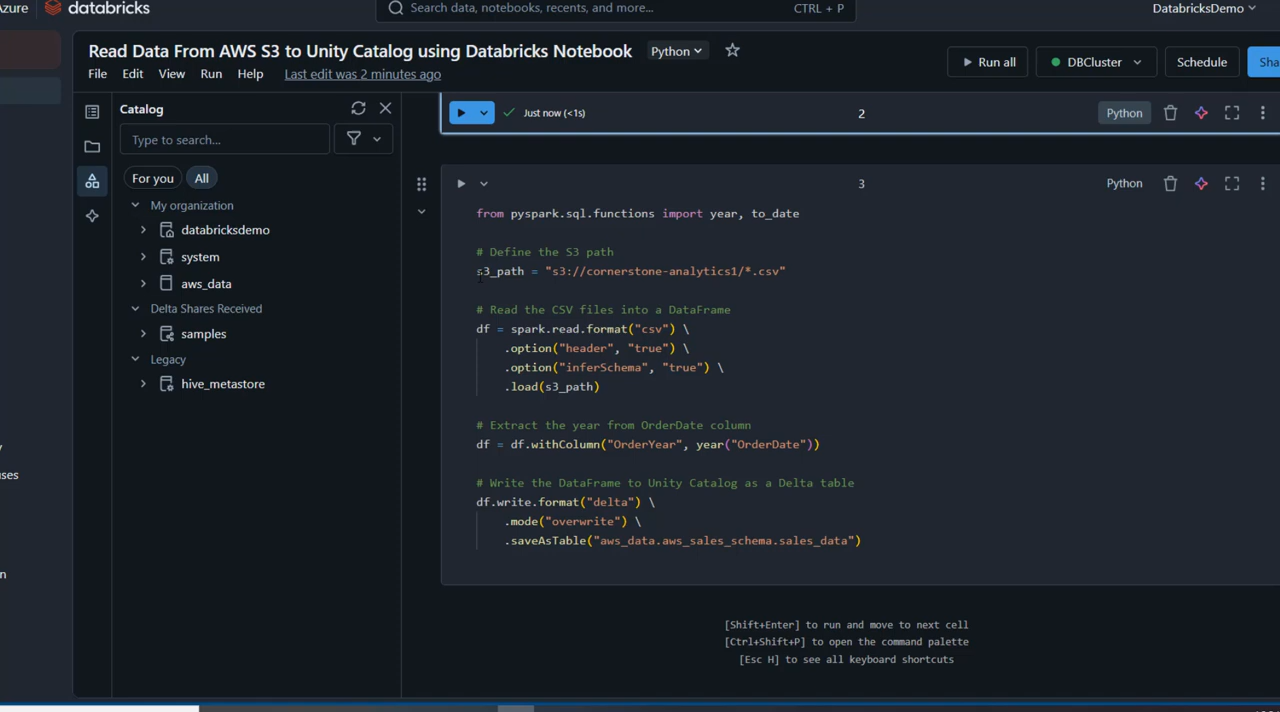 Azure databricks Search data, notebooks, recents, and more... CTRL + P DatabricksDemo
Read Data From AWS S3 to Unity Catalog using Databricks Notebook Python
File Edit View Run Help Last edit was 2 minutes ago
Run all DBCluster Schedule Sha
Catalog
Type to search...
For you All
My organization
databricksdemo
system
aws_data
Delta Shares Received
samples
Legacy
hive_metastore
Just now (<1s) 2 Python
3 Python
from pyspark.sql.functions import year, to_date
# Define the S3 path
s3_path = "s3://cornerstone-analytics1/*.csv"
# Read the CSV files into a DataFrame
df = spark.read.format("csv") \
.option("header", "true") \
.option("inferSchema", "true") \
.load(s3_path)
# Extract the year from OrderDate column
df = df.withColumn("OrderYear", year("OrderDate"))
# Write the DataFrame to Unity Catalog as a Delta table
df.write.format("delta") \
.mode("overwrite") \
.saveAsTable("aws_data.aws_sales_schema.sales_data")
[Shift+Enter] to run and move to next cell
[Ctrl+Shift+P] to open the command palette
[Esc H] to see all keyboard shortcuts